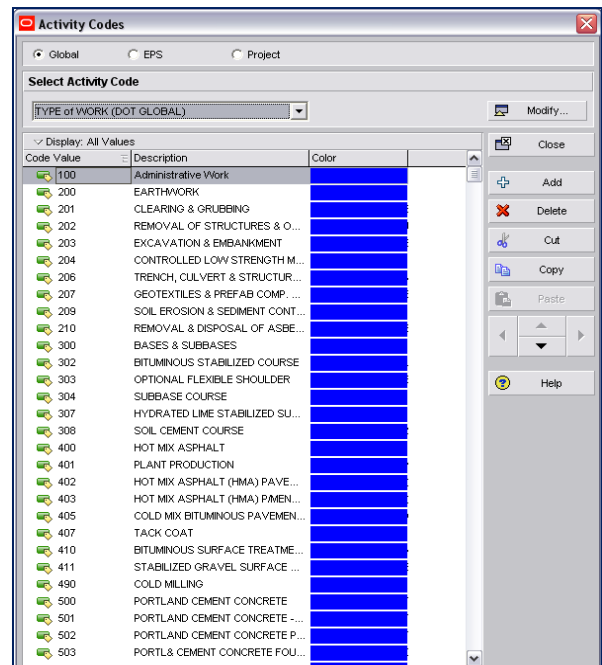 Activity Codes
Global EPS Project
Select Activity Code
TYPE of WORK (DOT GLOBAL) Modify...
Display: All Values Close
Code Value Description Color
100 Administrative Work
200 EARTHWORK Add
201 CLEARING & GRUBBING
202 REMOVAL OF STRUCTURES & O... Delete
203 EXCAVATION & EMBANKMENT
204 CONTROLLED LOW STRENGTH M... Cut
206 TRENCH, CULVERT & STRUCTUR...
207 GEOTEXTILES & PREFAB COMP. ... Copy
209 SOIL EROSION & SEDIMENT CONT... Paste
210 REMOVAL & DISPOSAL OF ASBE...
300 BASES & SUBBASES
302 BITUMINOUS STABILIZED COURSE
303 OPTIONAL FLEXIBLE SHOULDER Help
304 SUBBASE COURSE
307 HYDRATED LIME STABILIZED SU...
308 SOIL CEMENT COURSE
400 HOT MIX ASPHALT
401 PLANT PRODUCTION
402 HOT MIX ASPHALT (HMA) PAVE...
403 HOT MIX ASPHALT (HMA) P/MEN...
405 COLD MIX BITUMINOUS PAVEMEN...
407 TACK COAT
410 BITUMINOUS SURFACE TREATME...
411 STABILIZED GRAVEL SURFACE ...
490 COLD MILLING
500 PORTLAND CEMENT CONCRETE
501 PORTLAND CEMENT CONCRETE -...
502 PORTLAND CEMENT CONCRETE P...
503 PORTL& CEMENT CONCRETE FOU...